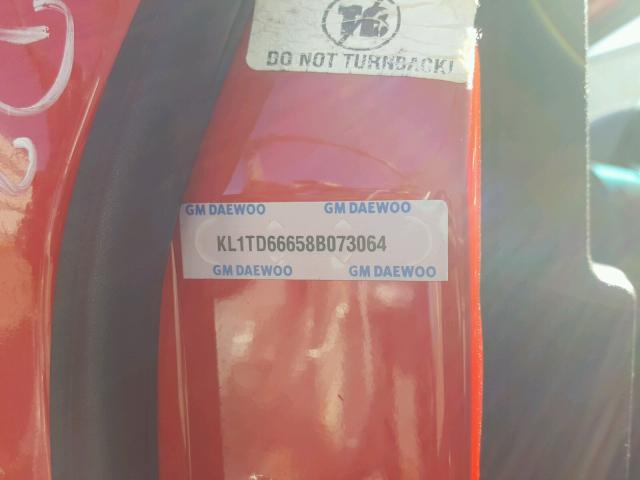 DO NOT TURNBACK!
GM DAEWOO GM DAEWOO
KL1TD66658B073064
GM DAEWOO GM DAEWOO